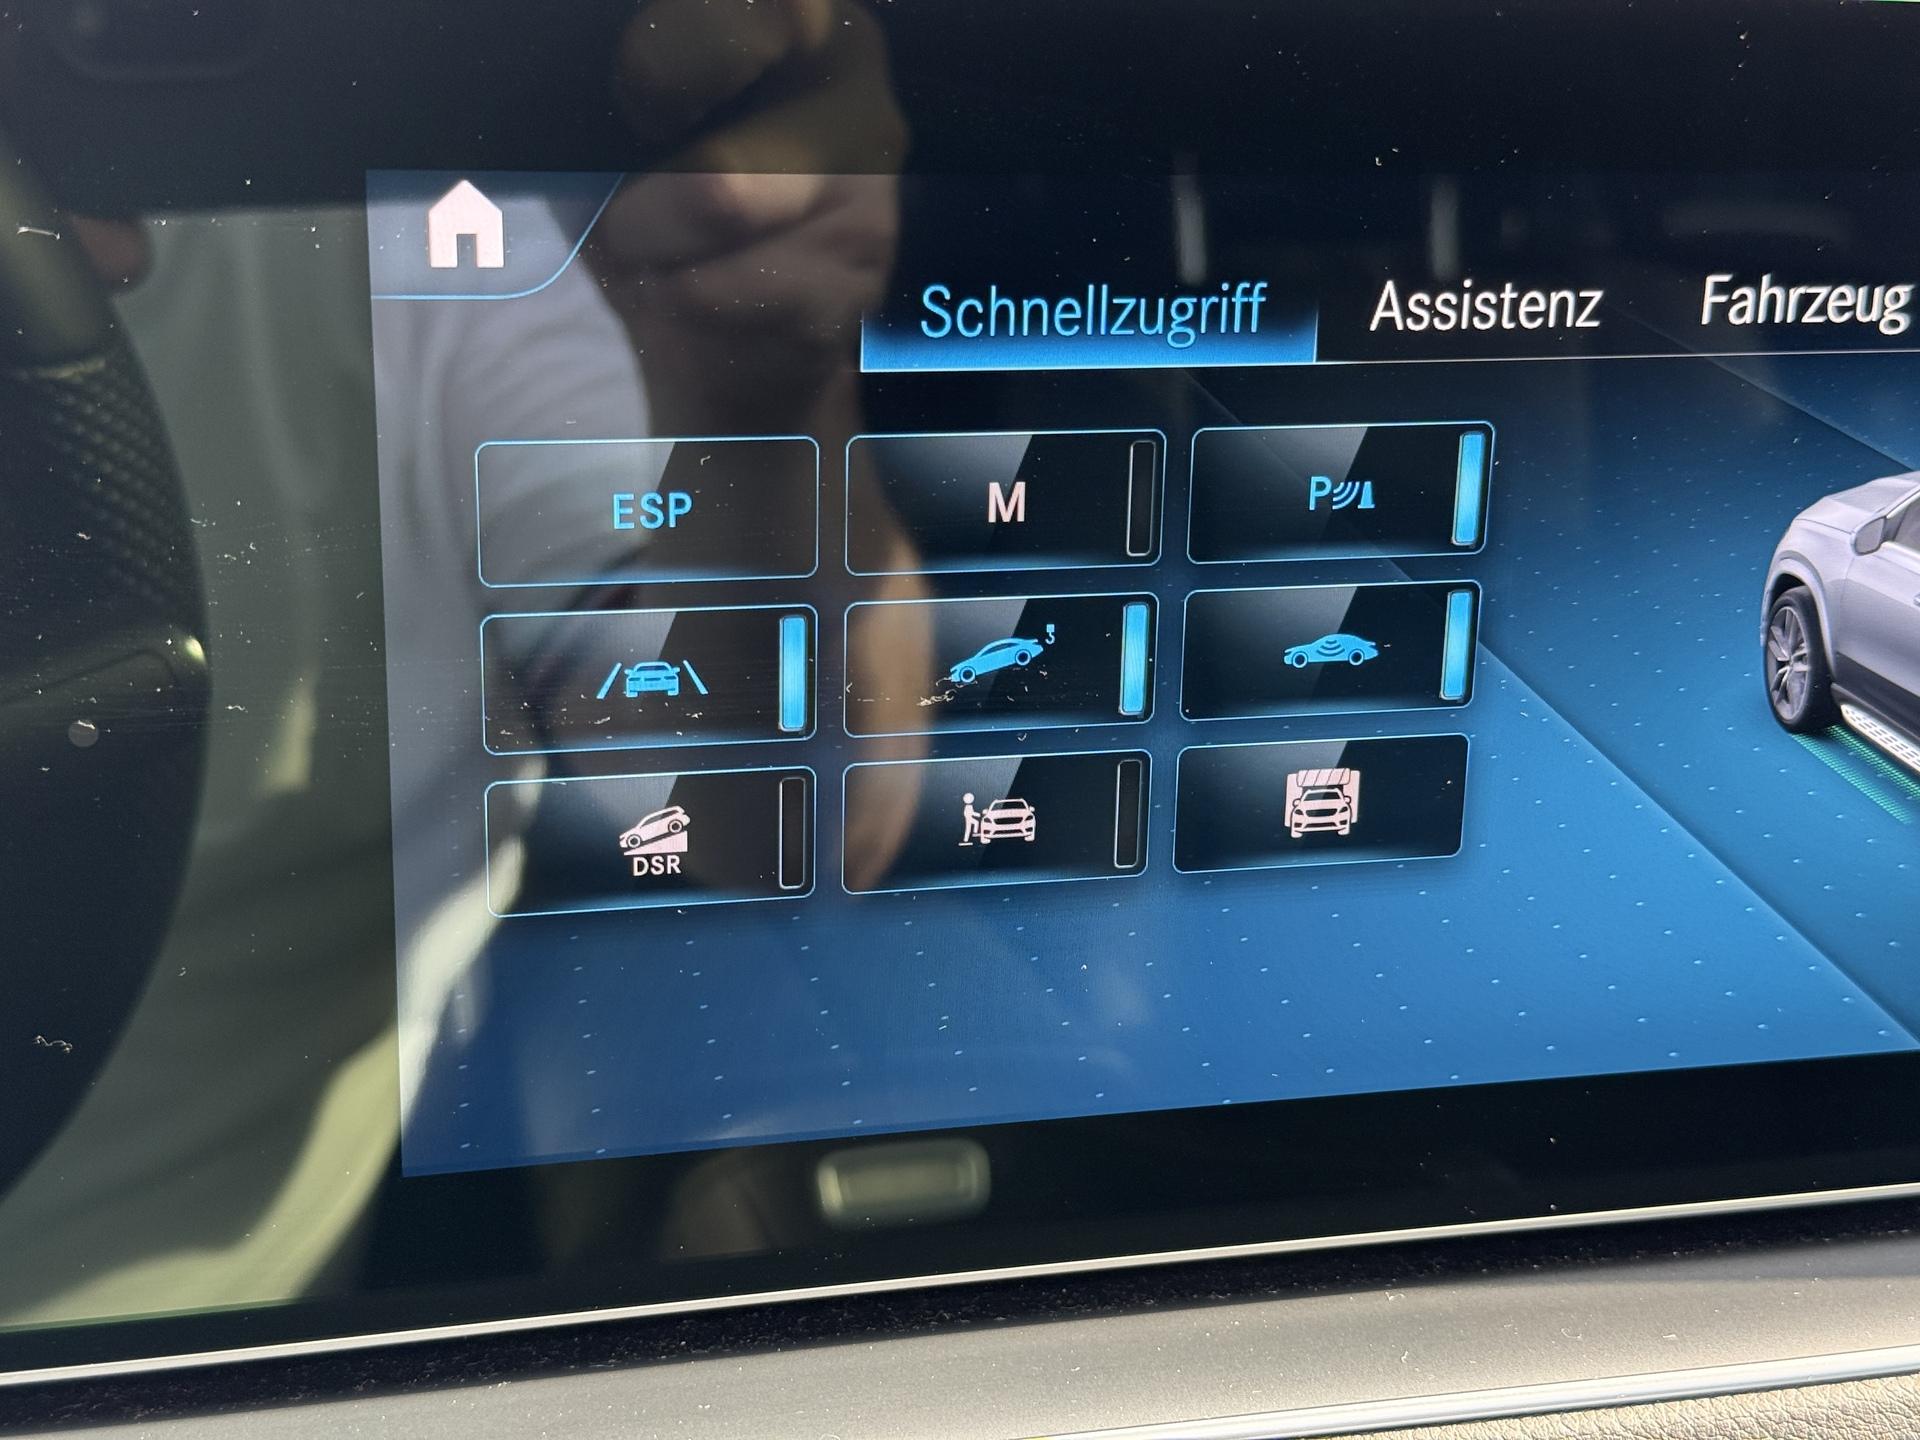 Schnellzugriff Assistenz Fahrzeug
ESP M P
DSR